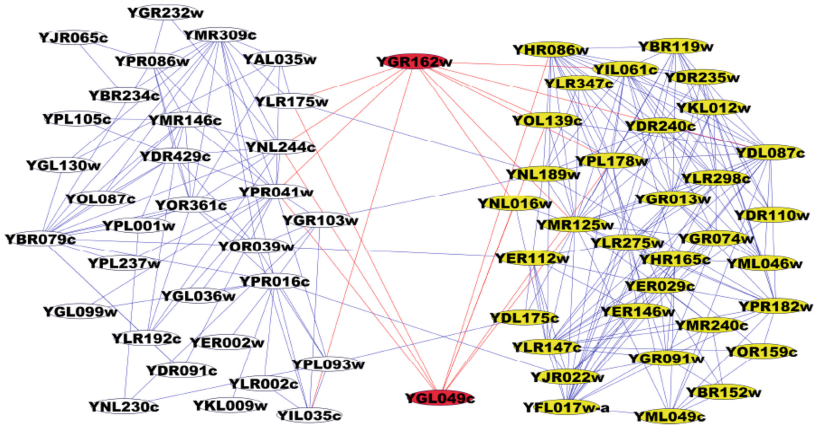 YGR232w
YJR065c
YMR309c
YPR086w
YAL035w
YBR234c
YLR175w
YPL105c
YMR146c
YNL244c
YGL130w
YDR429c
YPR041w
YOL087c
YOR361c
YPL001w
YGR103w
YBR079c
YOR039w
YPL237w
YPR016c
YGL036w
YGL099w
YLR192c
YER002w
YDR091c
YPL093w
YLR002c
YNL230c
YKL009w
YIL035c
YGR162w
YGL049c
YHR086w
YBR119w
YIL061c
YLR347c
YDR235w
YKL012w
YOL139c
YDR240c
YPL178w
YDL087c
YNL189w
YLR298c
YNL016w
YGR013w
YMR125w
YDR110w
YLR275w
YGR074w
YER112w
YHR165c
YML046w
YER029c
YPR182w
YDL175c
YER146w
YMR240c
YLR147c
YGR091w
YOR159c
YJR022w
YBR152w
YFL017w-a
YML049c